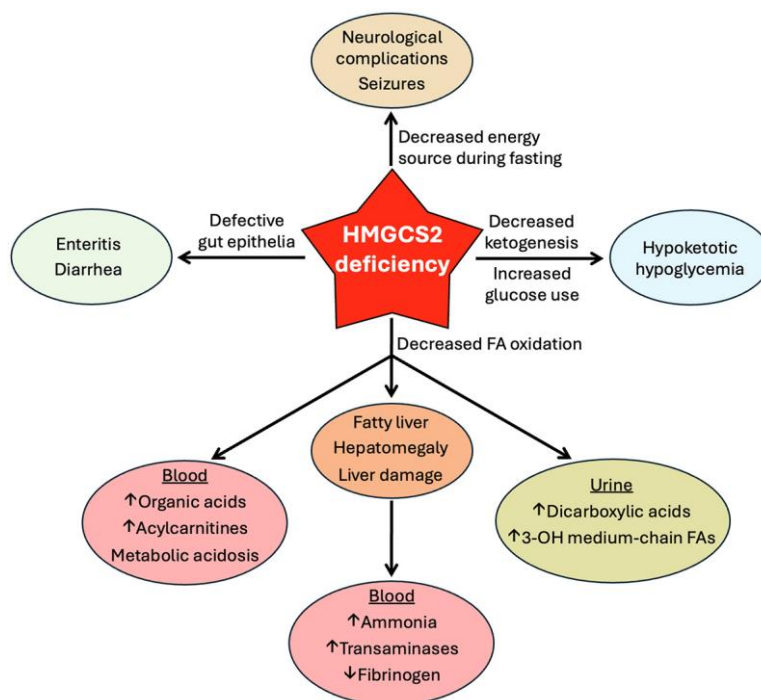 Neurological
complications
Seizures
Decreased energy
source during fasting
HMGCS2
deficiency
Defective
gut epithelia
Enteritis
Diarrhea
Decreased
ketogenesis
Increased
glucose use
Hypoketotic
hypoglycemia
Decreased FA oxidation
Fatty liver
Hepatomegaly
Liver damage
Blood
↑Organic acids
↑Acylcarnitines
Metabolic acidosis
Urine
↑Dicarboxylic acids
↑3-OH medium-chain FAs
Blood
↑Ammonia
↑Transaminases
↓Fibrinogen